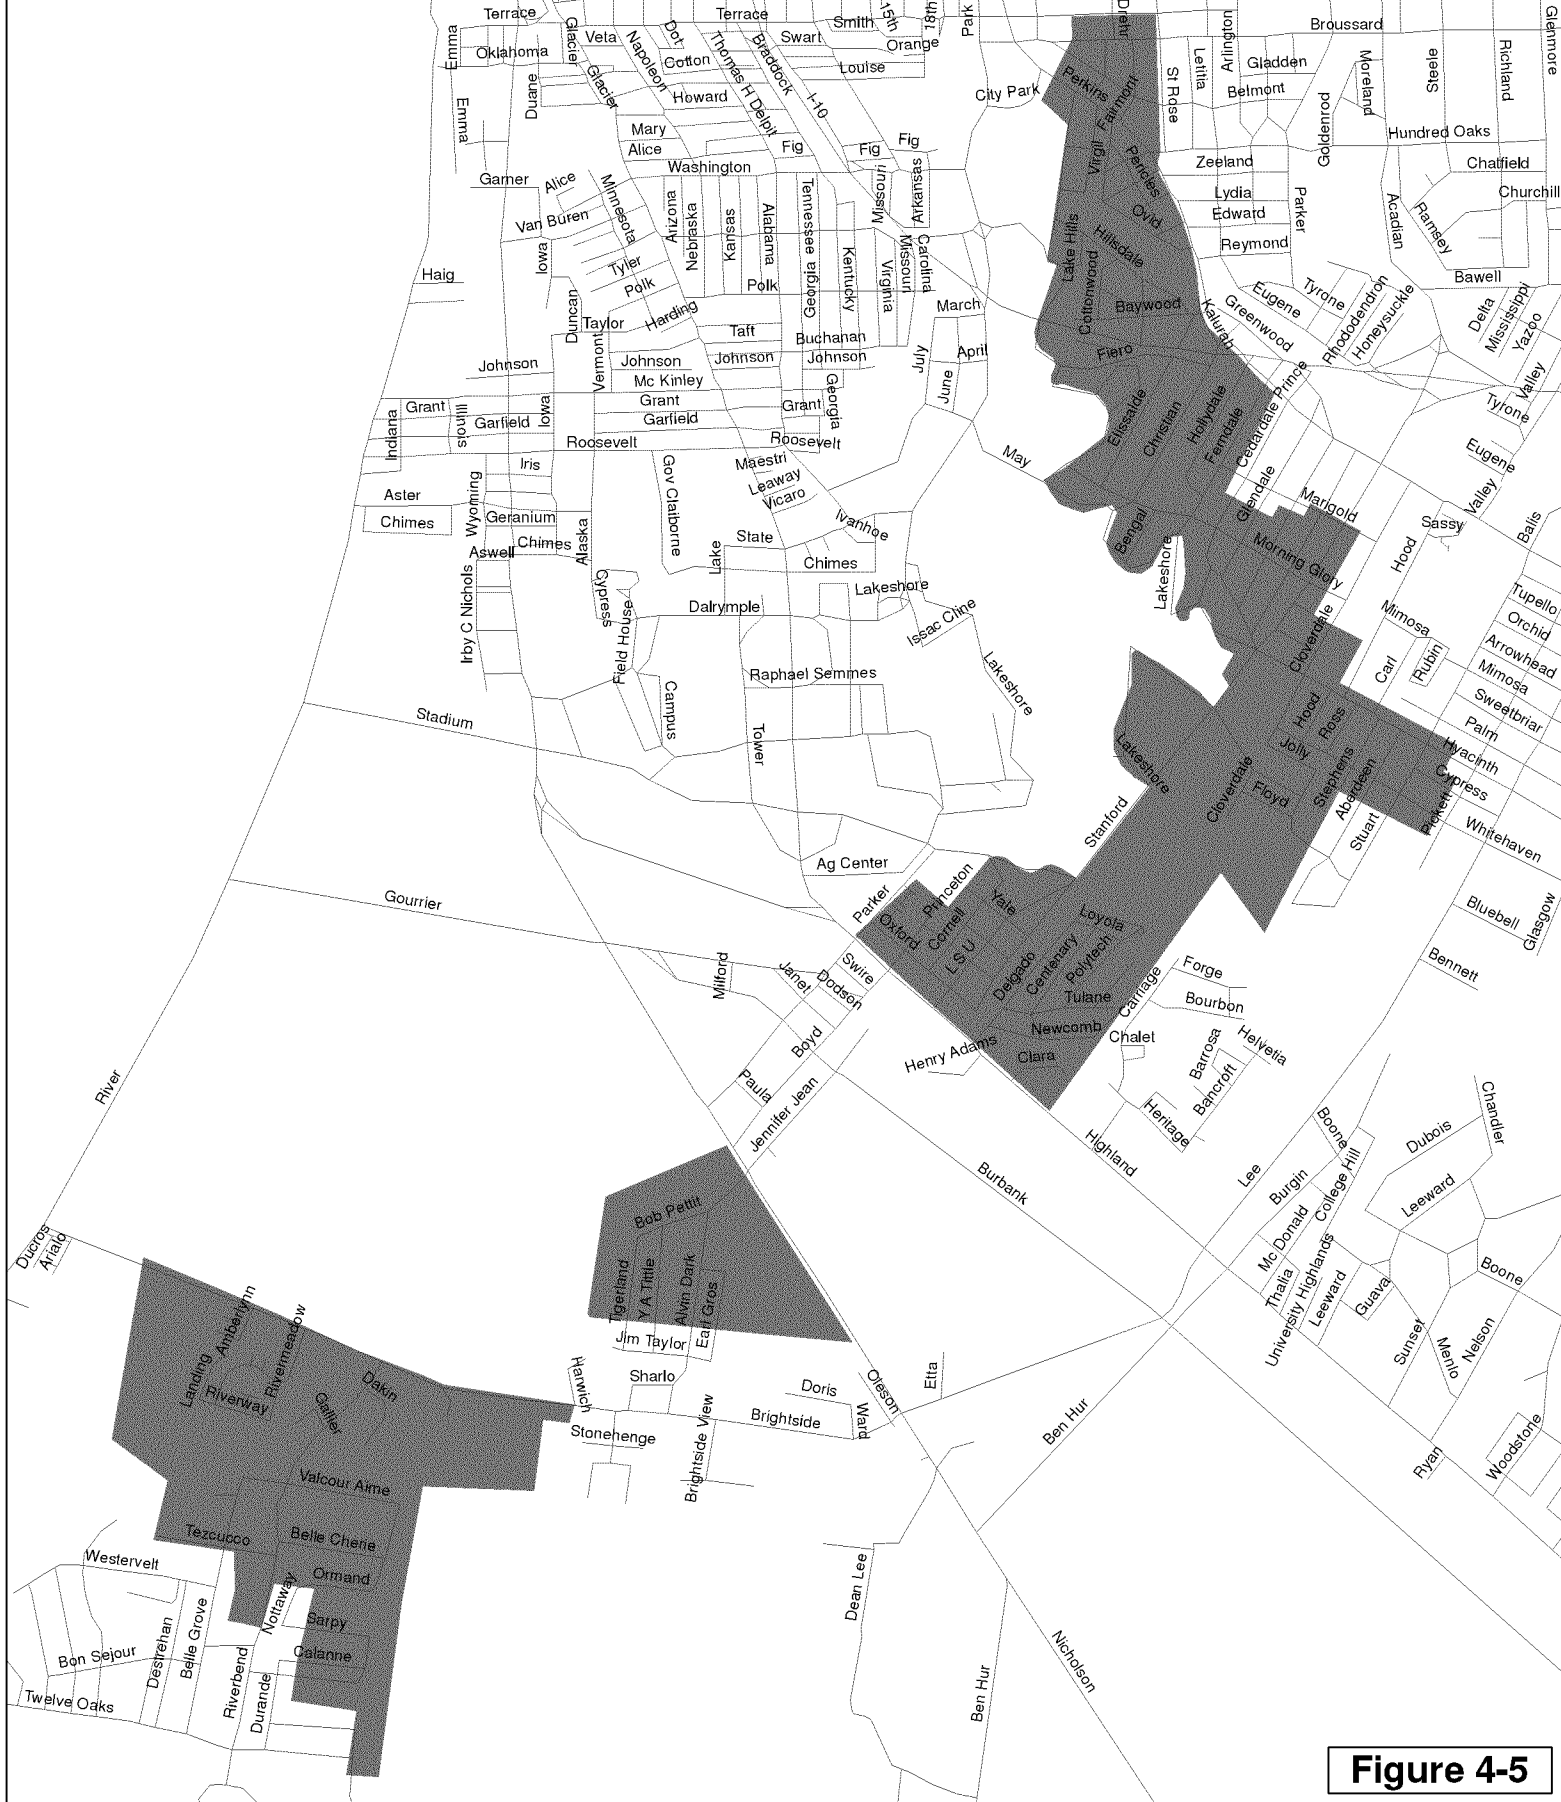 Terrace
Terrace
Smith
15th
18th
Park
Drehr
Broussard
Glenmore
Emma
Oklahoma
Glacier
Veta
Napoleon
Dot
Cotton
Thomas H Delpit
Braddock
Swart
Orange
Louise
Arlington
Letitia
Gladden
Moreland
Steele
Richland
Glacier
Duane
Emma
Howard
I-10
City Park
Perkins
Fairmont
St Rose
Belmont
Goldenrod
Hundred Oaks
Mary
Alice
Fig
Fig
Fig
Washington
Virgil
Pericles
Zeeland
Chatfield
Garner
Alice
Minnesota
Missouri
Arkansas
Lydia
Parker
Churchill
Van Buren
Arizona
Nebraska
Kansas
Alabama
Tennessee
Ovid
Edward
Acadian
Ramsey
Lake Hills
Hillsdale
Reymond
Iowa
Tyler
Polk
Polk
Georgia
Kentucky
Virginia
Missouri
Carolina
Haig
Bawell
Cottonwood
Baywood
Kalurah
Eugene
Tyrone
Greenwood
Rhododendron
Honeysuckle
Delta
Mississippi
Yazoo
March
Duncan
Taylor
Harding
Taft
Buchanan
Johnson
Vermont
Johnson
Johnson
Johnson
July
April
June
Fiero
Mc Kinley
Georgia
Valley
Indiana
Grant
Illinois
Garfield
Iowa
Grant
Garfield
Grant
Elissalde
Christian
Hollydale
Ferndale
Cedardale
Prince
Tyrone
Roosevelt
Roosevelt
Eugene
Iris
Gov Claiborne
Maestri
Leaway
Vicaro
May
Glendale
Marigold
Valley
Aster
Chimes
Wyoming
Geranium
Chimes
Alaska
Ivanhoe
Bengal
Sassy
Balis
Aswell
State
Lake
Chimes
Lakeshore
Morning Glory
Hood
Irby C Nichols
Cypress
Field House
Dalrymple
Lakeshore
Issac Cline
Cloverdale
Mimosa
Tupello
Orchid
Arrowhead
Mimosa
Sweetbriar
Palm
Hyacinth
Cypress
Whitehaven
Raphael Semmes
Lakeshore
Carl
Rubin
Campus
Stadium
Tower
Hood
Ross
Jolly
Lakeshore
Cloverdale
Floyd
Stephens
Aberdeen
Stuart
Pickett
Stanford
Ag Center
Parker
Princeton
Yale
Oxford
Cornell
Loyola
Gourrier
Bluebell
Glasgow
L S U
Delgado
Centenary
Polytech
Milford
Janet
Dodson
Swire
Tulane
Carriage
Forge
Bourbon
Bennett
Newcomb
Chalet
Boyd
Henry Adams
Clara
Barrosa
Helvetia
Bancroft
River
Paula
Jennifer Jean
Heritage
Highland
Boone
Dubois
Chandler
Burbank
Lee
Burgin
College Hill
Leeward
Bob Pettit
Mc Donald
Ducros
Arialo
Tigerland
Y A Tittle
Alvin Dark
Earl Gros
Thalia
University Highlands
Leeward
Guava
Boone
Amberlynn
Rivermeadow
Jim Taylor
Sunset
Menlo
Nelson
Landing
Riverway
Gallier
Dakin
Harwich
Sharlo
Oleson
Etta
Doris
Ward
Stonehenge
Brightside View
Brightside
Ben Hur
Ryan
Woodstone
Valcour Aime
Tezcucco
Belle Cherie
Westervelt
Ormand
Nottaway
Dean Lee
Sarpy
Bon Sejour
Destrehan
Belle Grove
Riverbend
Calanne
Nicholson
Twelve Oaks
Durande
Ben Hur
Figure 4-5